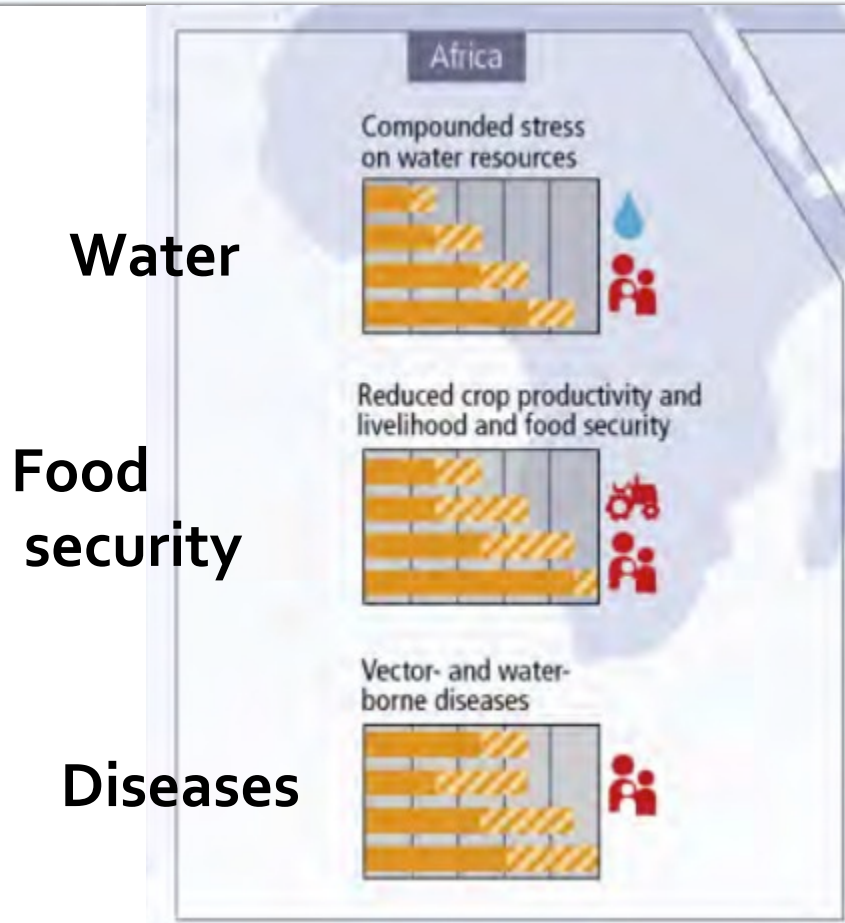 Africa
Compounded stress
on water resources
Water
Reduced crop productivity and
livelihood and food security
Food
security
Vector- and water-
borne diseases
Diseases